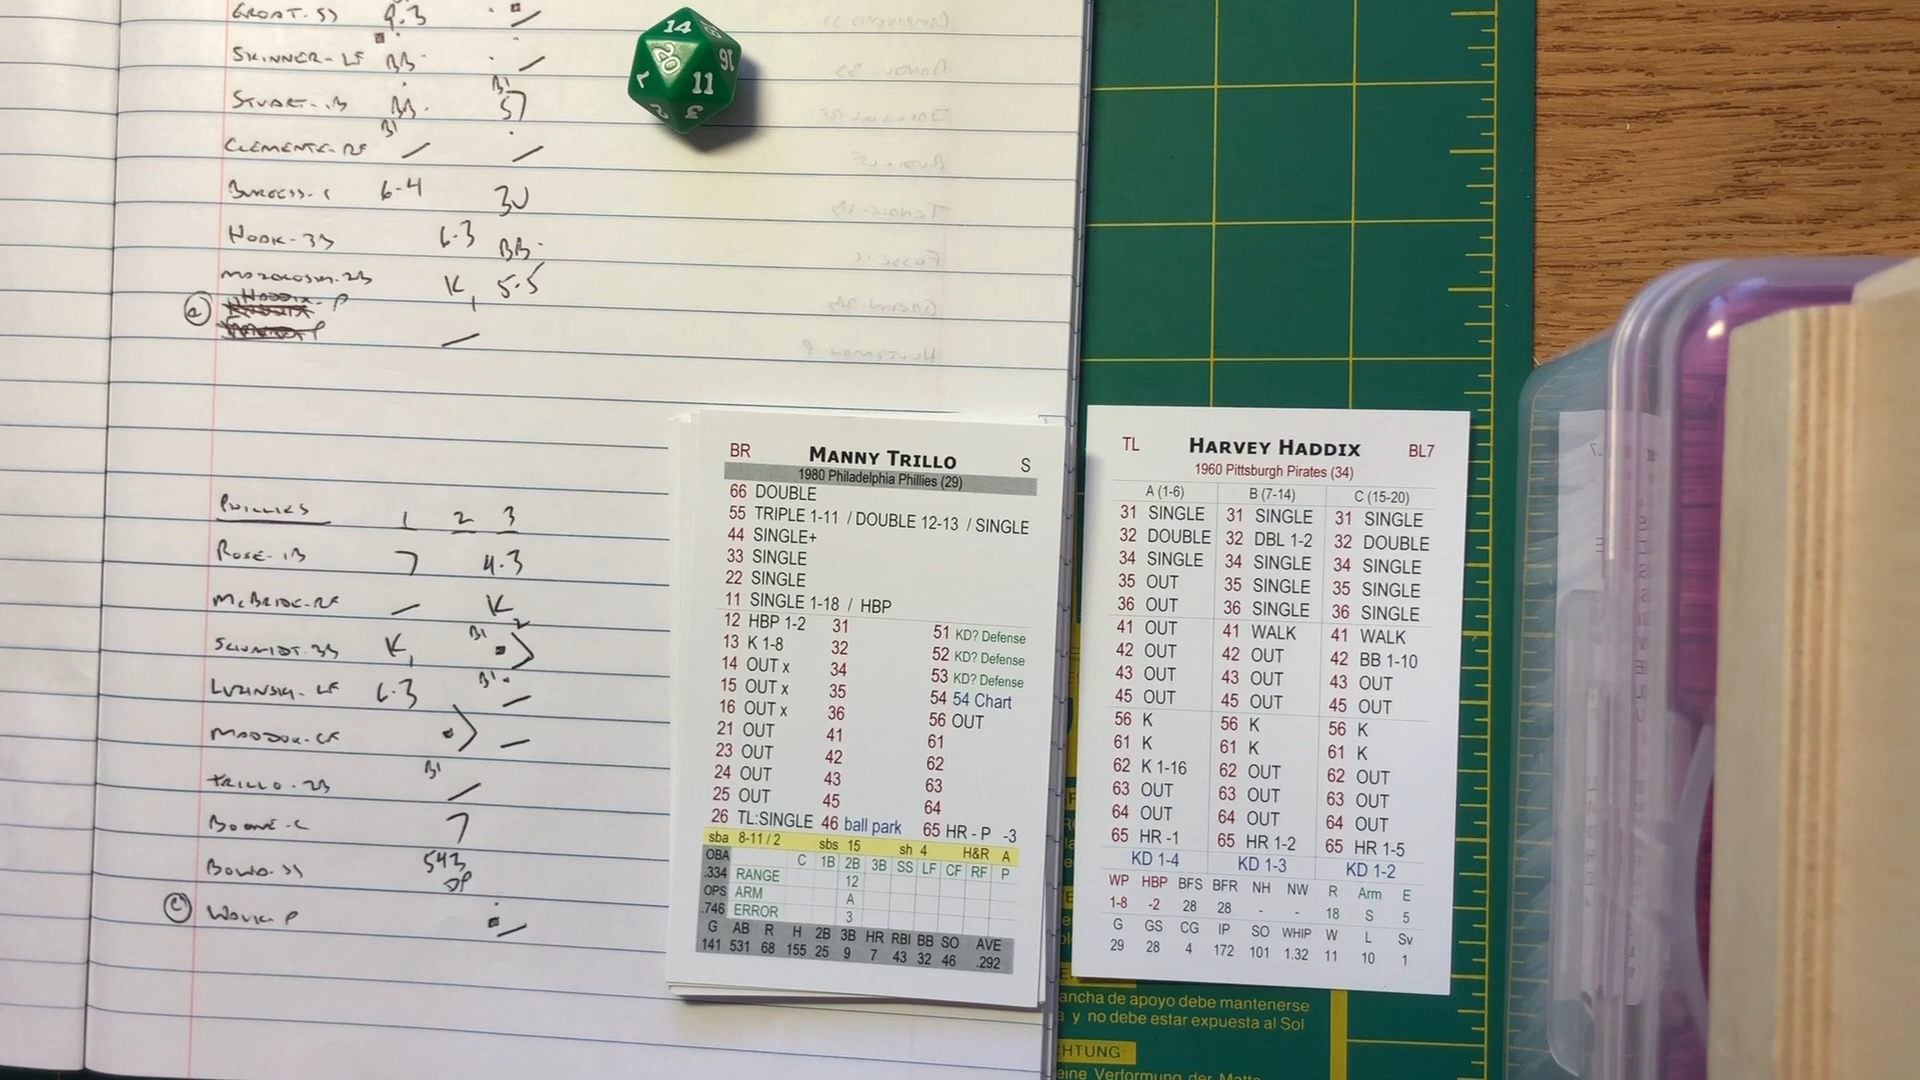 GROAT. SS 9.3
SKINNER - LF BB
STUART. 1B BB. B1 57
CLEMENTE. RF B1
BURGESS. C 6-4 3U
HOAK - 3B 6.3 BB.
K, 5.5
HADDIX - P
14
20
16
11
3
PHILLIES 1 2 3
ROSE - 1B 7 4.3
MCBRIDE. RF K2
SCHMIDT. 3B K, B1
LUZINSKI. LF 6.3 B1
MADDOX. CF
TRILLO. 2B B1
BOONE - C 7
BOWA. SS 543 DP
P
BR MANNY TRILLO S
1980 Philadelphia Phillies (29)
66 DOUBLE
55 TRIPLE 1-11 / DOUBLE 12-13 / SINGLE
44 SINGLE+
33 SINGLE
22 SINGLE
11 SINGLE 1-18 / HBP
12 HBP 1-2 31 51 KD? Defense
13 K 1-8 32 52 KD? Defense
14 OUT x 34 53 KD? Defense
15 OUT x 35 54 54 Chart
16 OUT x 36 56 OUT
21 OUT 41 61
23 OUT 42 62
24 OUT 43 63
25 OUT 45 64
26 TL:SINGLE 46 ball park 65 HR - P -3
sba 8-11 / 2 sbs 15 sh 4 H&R A
OBA C 1B 2B 3B SS LF CF RF P
.334 RANGE 12
OPS ARM A
.746 ERROR 3
G AB R H 2B 3B HR RBI BB SO AVE
141 531 68 155 25 9 7 43 32 46 .292
TL HARVEY HADDIX BL7
1960 Pittsburgh Pirates (34)
A (1-6) B (7-14) C (15-20)
31 SINGLE 31 SINGLE 31 SINGLE
32 DOUBLE 32 DBL 1-2 32 DOUBLE
34 SINGLE 34 SINGLE 34 SINGLE
35 OUT 35 SINGLE 35 SINGLE
36 OUT 36 SINGLE 36 SINGLE
41 OUT 41 WALK 41 WALK
42 OUT 42 OUT 42 BB 1-10
43 OUT 43 OUT 43 OUT
45 OUT 45 OUT 45 OUT
56 K 56 K 56 K
61 K 61 K 61 K
62 K 1-16 62 OUT 62 OUT
63 OUT 63 OUT 63 OUT
64 OUT 64 OUT 64 OUT
65 HR -1 65 HR 1-2 65 HR 1-5
KD 1-4 KD 1-3 KD 1-2
WP HBP BFS BFR NH NW R Arm E
1-8 -2 28 28 - - 18 S 5
G GS CG IP SO WHIP W L Sv
29 28 4 172 101 1.32 11 10 1
ancha de apoyo debe mantenerse
y no debe estar expuesta al Sol
CHTUNG
eine Verformung der Matte